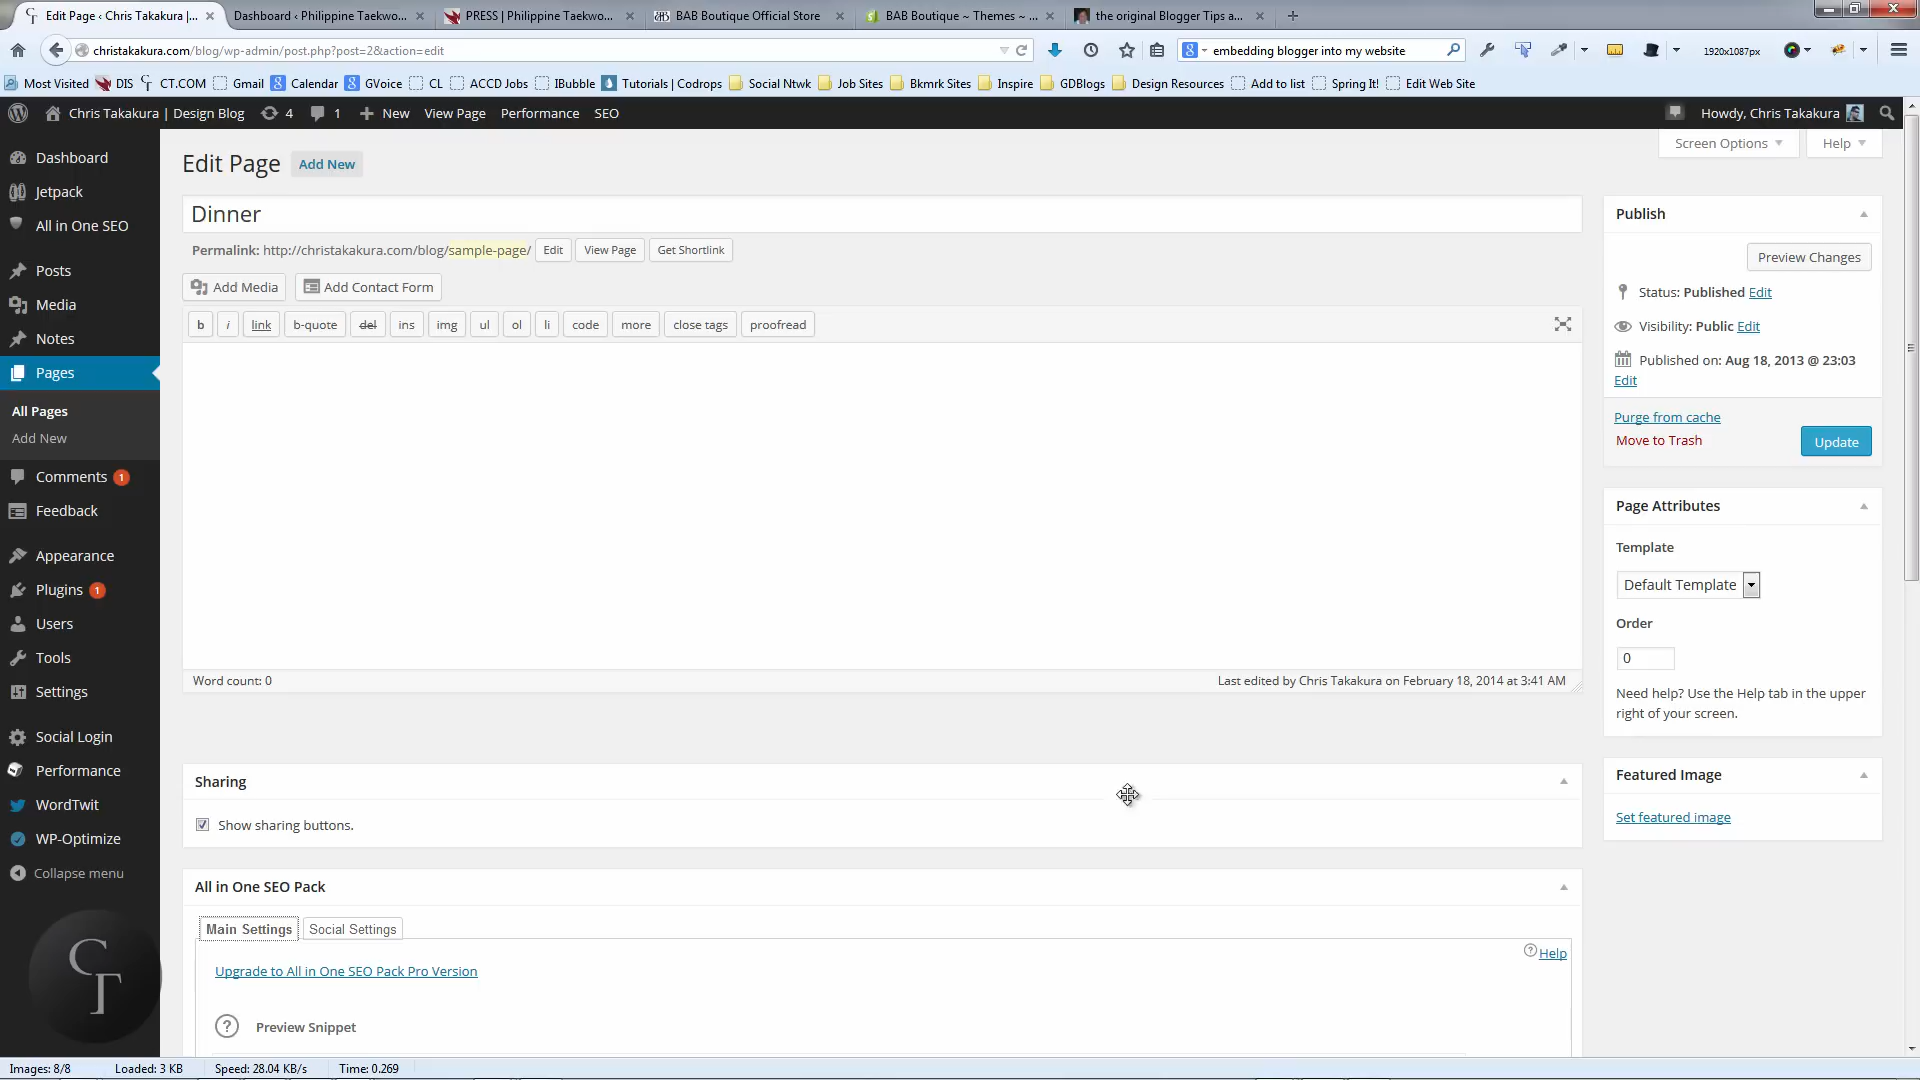 Edit Page ‹ Chris Takakura |...
Dashboard ‹ Philippine Taekwo...
PRESS | Philippine Taekwo...
BAB Boutique Official Store
BAB Boutique ~ Themes ~ ...
the original Blogger Tips a...
christakakura.com/blog/wp-admin/post.php?post=2&action=edit
embedding blogger into my website
1920x1087px
Most Visited
DIS
CT.COM
Gmail
Calendar
GVoice
CL
ACCD Jobs
IBubble
Tutorials | Codrops
Social Ntwk
Job Sites
Bkmrk Sites
Inspire
GDBlogs
Design Resources
Add to list
Spring It!
Edit Web Site
Chris Takakura | Design Blog
4
1
New
View Page
Performance
SEO
Howdy, Chris Takakura
Dashboard
Jetpack
All in One SEO
Posts
Media
Notes
Pages
All Pages
Add New
Comments 1
Feedback
Appearance
Plugins 1
Users
Tools
Settings
Social Login
Performance
WordTwit
WP-Optimize
Collapse menu
CT
Edit Page
Add New
Screen Options
Help
Dinner
Permalink: http://christakakura.com/blog/sample-page/
Edit
View Page
Get Shortlink
Add Media
Add Contact Form
b
i
link
b-quote
del
ins
img
ul
ol
li
code
more
close tags
proofread
Word count: 0
Last edited by Chris Takakura on February 18, 2014 at 3:41 AM
Sharing
Show sharing buttons.
All in One SEO Pack
Main Settings
Social Settings
Help
Upgrade to All in One SEO Pack Pro Version
Preview Snippet
Publish
Preview Changes
Status: Published Edit
Visibility: Public Edit
Published on: Aug 18, 2013 @ 23:03
Edit
Purge from cache
Move to Trash
Update
Page Attributes
Template
Default Template
Order
0
Need help? Use the Help tab in the upper
right of your screen.
Featured Image
Set featured image
Images: 8/8
Loaded: 3 KB
Speed: 28.04 KB/s
Time: 0.269